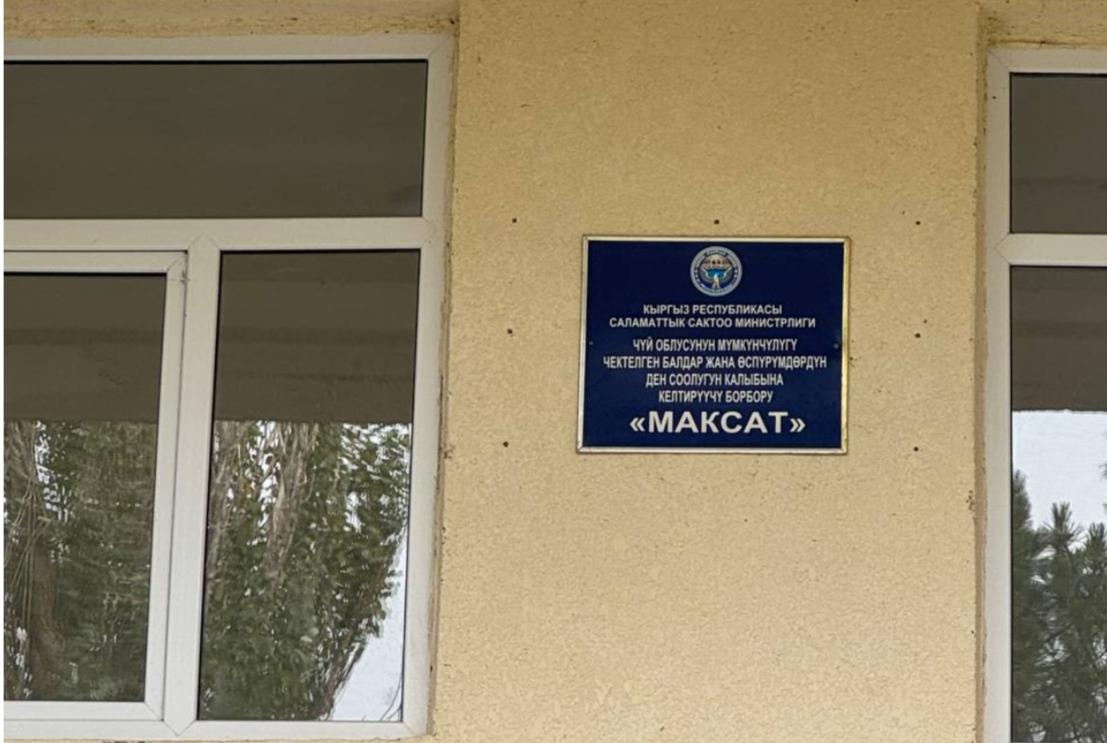 КЫРГЫЗ РЕСПУБЛИКАСЫ
САЛАМАТТЫК САКТОО МИНИСТРЛИГИ
ЧҮЙ ОБЛУСУНУН МҮМКҮНЧҮЛҮГҮ
ЧЕКТЕЛГЕН БАЛДАР ЖАНА ӨСПҮРҮМДӨРДҮН
ДЕН СООЛУГУН КАЛЫБЫНА
КЕЛТИРҮҮЧҮ БОРБОРУ
«МАКСАТ»